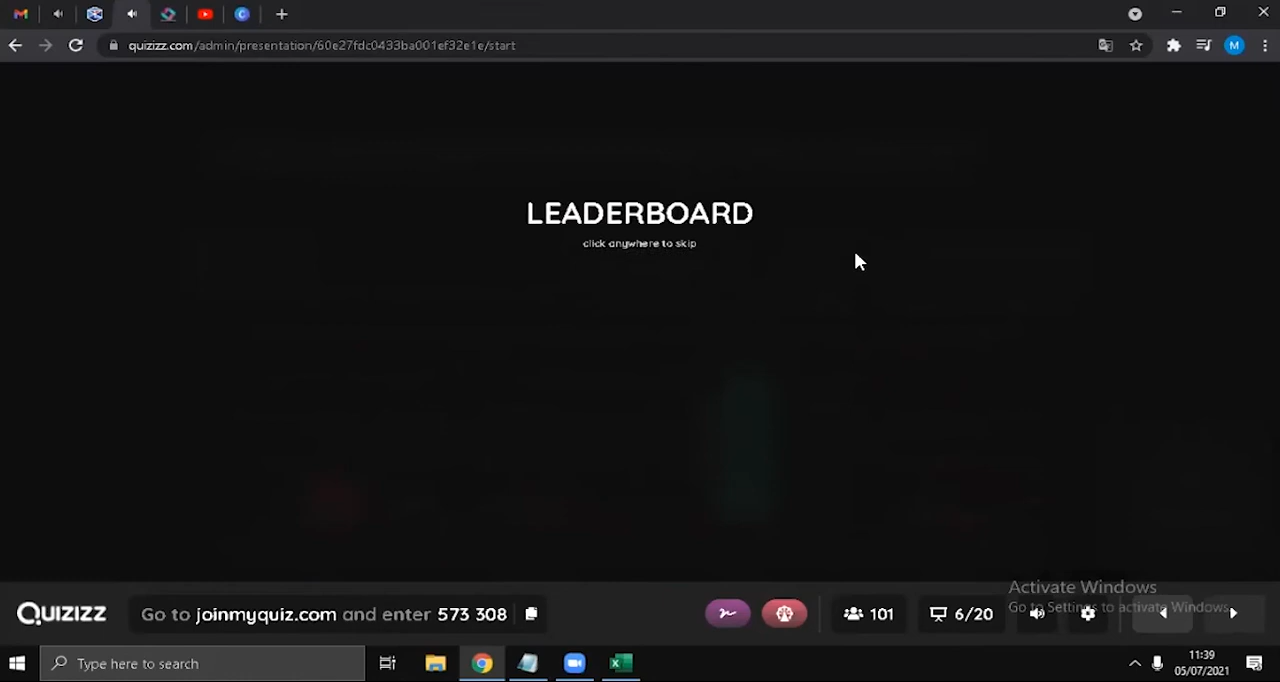 quizizz.com/admin/presentation/60e27fdc0433ba001ef32e1e/start
M
LEADERBOARD
click anywhere to skip
Activate Windows
Go to Settings to activate Windows.
Quizizz
Go to joinmyquiz.com and enter 573 308
101
6/20
Type here to search
11:39
05/07/2021